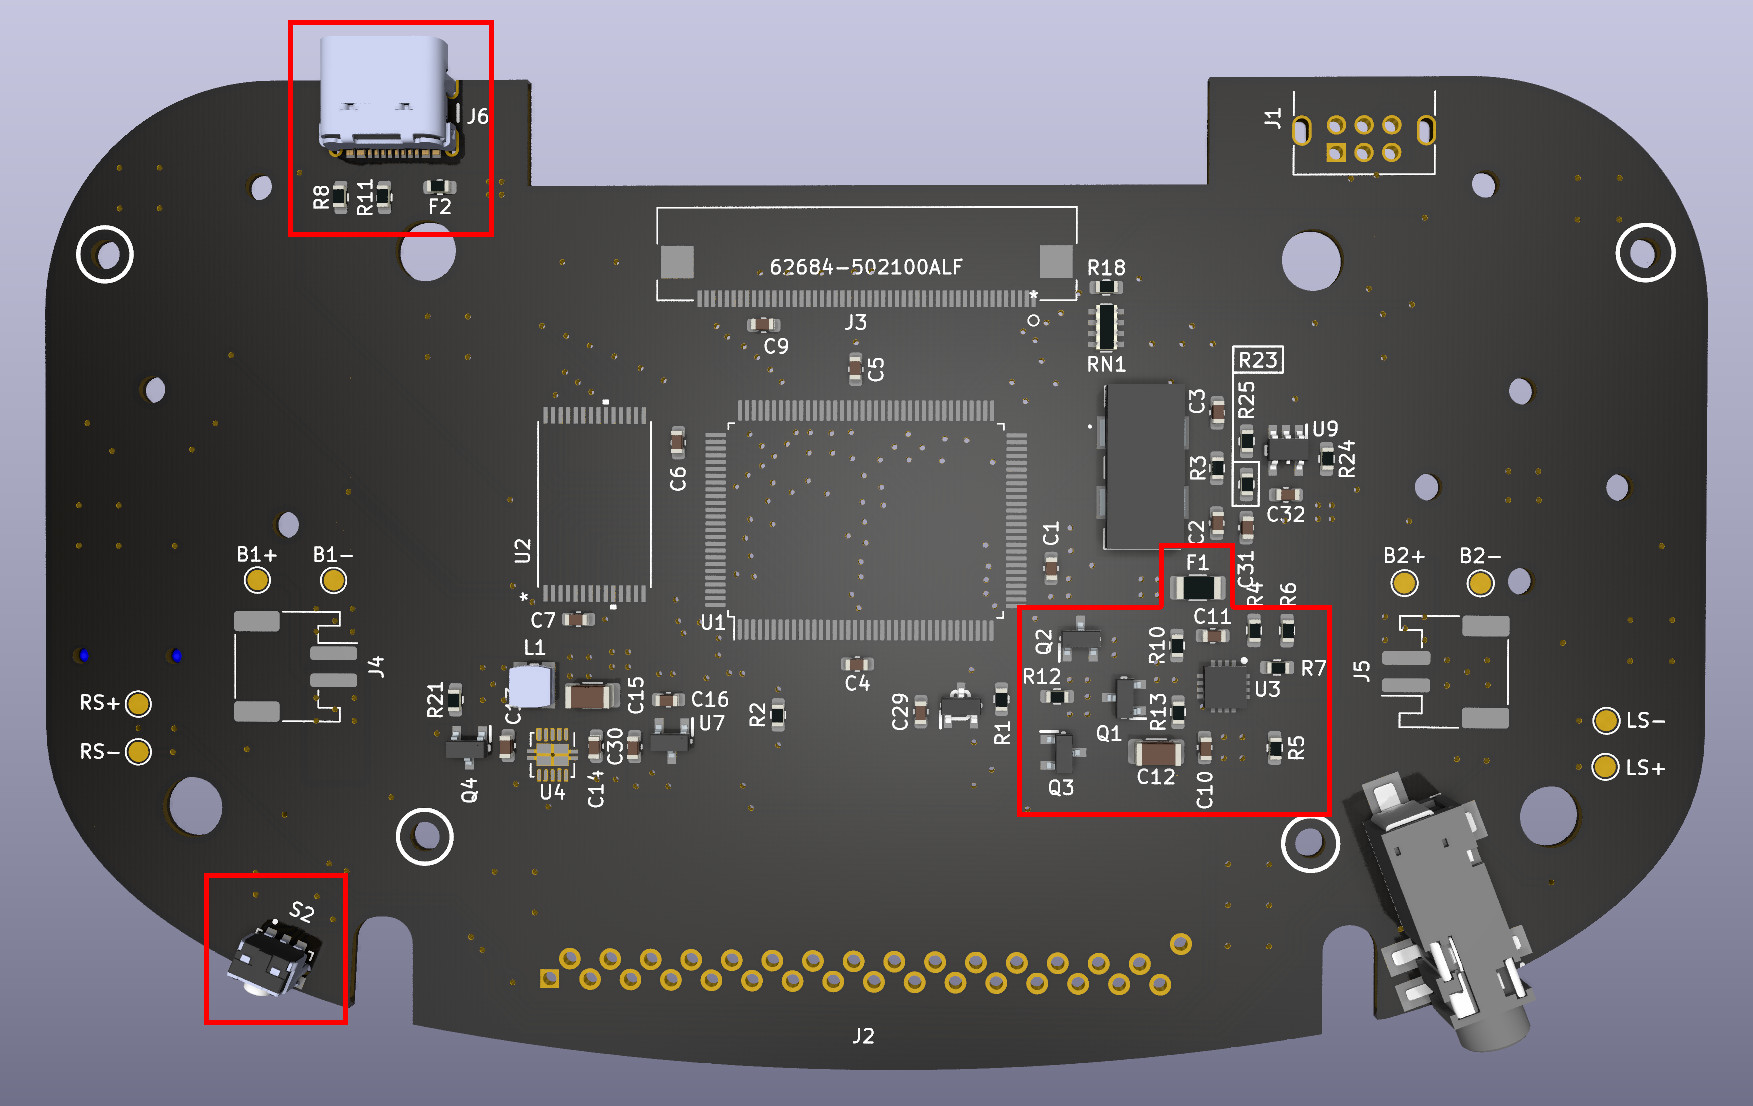 J6
J1
R8
R11
F2
62684-502100ALF
*
J3
R18
C9
C5
RN1
R23
R25
C3
U9
R24
R3
C6
C32
C2
C31
U2
*
C1
F1
B1+
B1-
B2+
B2-
R4
R6
C7
U1
C11
L1
Q2
R10
J4
C4
R12
U3
R7
J5
RS+
RS-
R21
C15
C16
U7
R2
C29
R1
Q1
R13
LS-
LS+
Q4
U4
C14
C30
Q3
C12
C10
R5
S2
J2